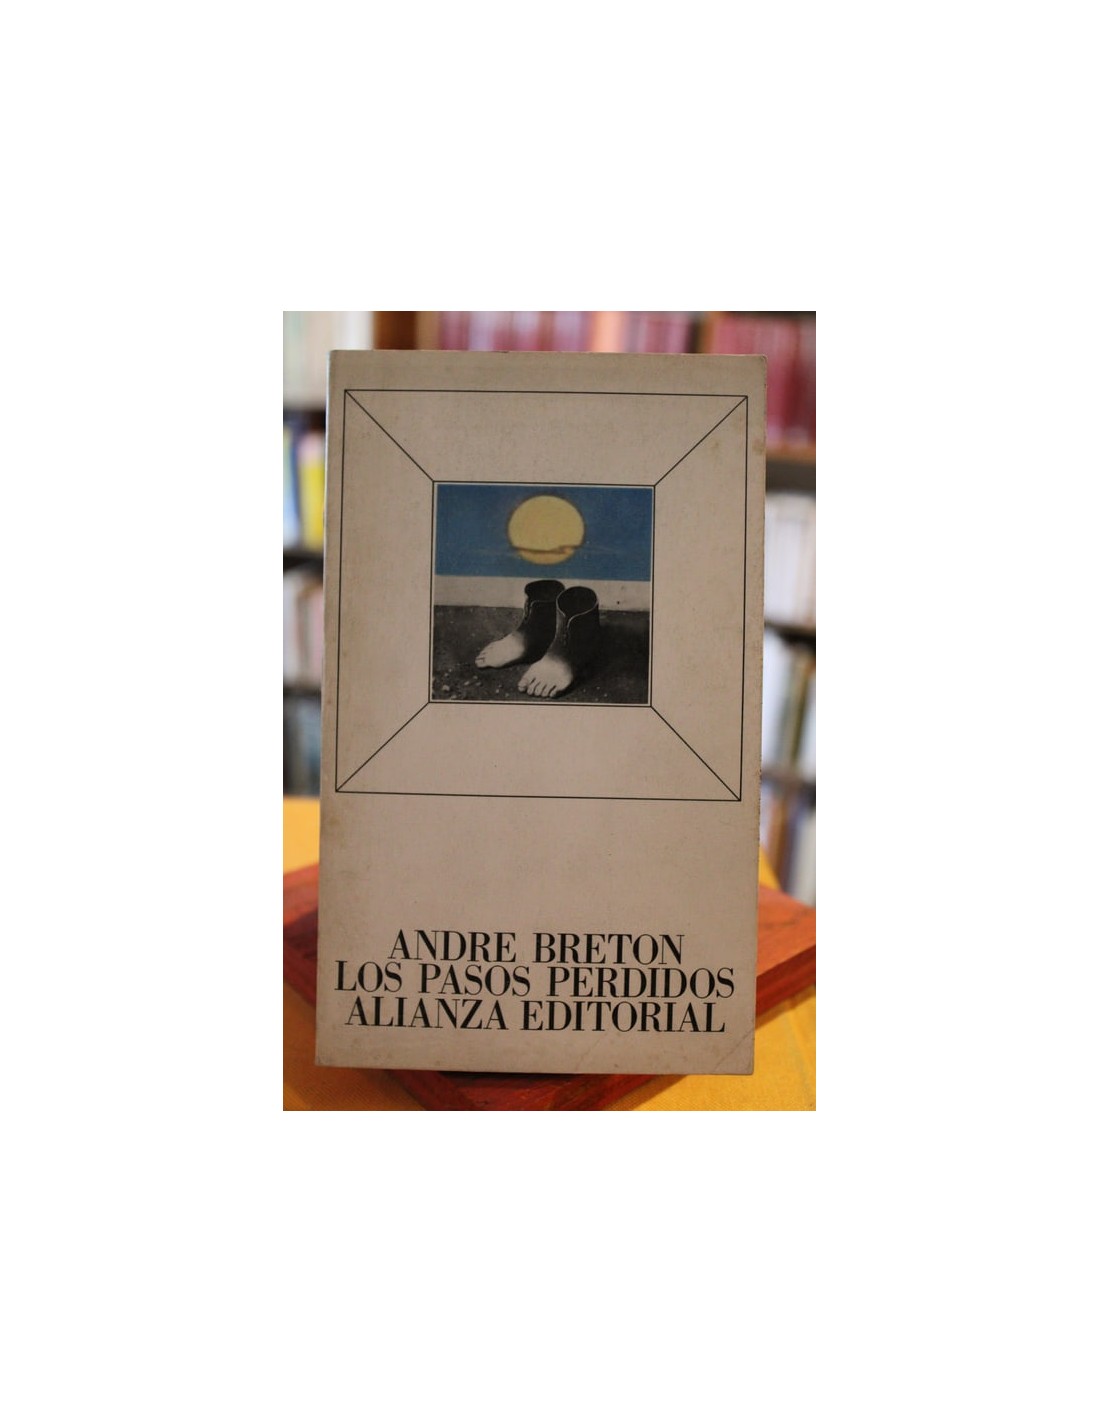 ANDRE BRETON
LOS PASOS PERDIDOS
ALIANZA EDITORIAL